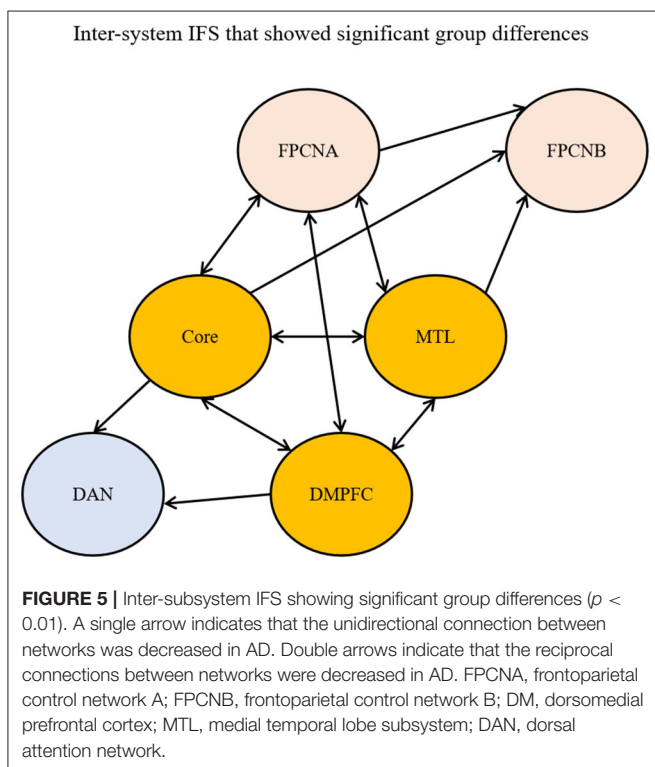 Inter-system IFS that showed significant group differences
FPCNA
FPCNB
Core
MTL
DAN
DMPFC
FIGURE 5 | Inter-subsystem IFS showing significant group differences (p <
0.01). A single arrow indicates that the unidirectional connection between
networks was decreased in AD. Double arrows indicate that the reciprocal
connections between networks were decreased in AD. FPCNA, frontoparietal
control network A; FPCNB, frontoparietal control network B; DM, dorsomedial
prefrontal cortex; MTL, medial temporal lobe subsystem; DAN, dorsal
attention network.